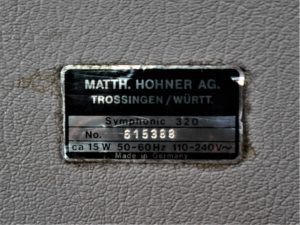 MATTH. HOHNER AG.
TROSSINGEN/WÜRTT.
Symphonic 320
No. 615388
ca 15 W 50-60Hz 110-240V~
Made in Germany